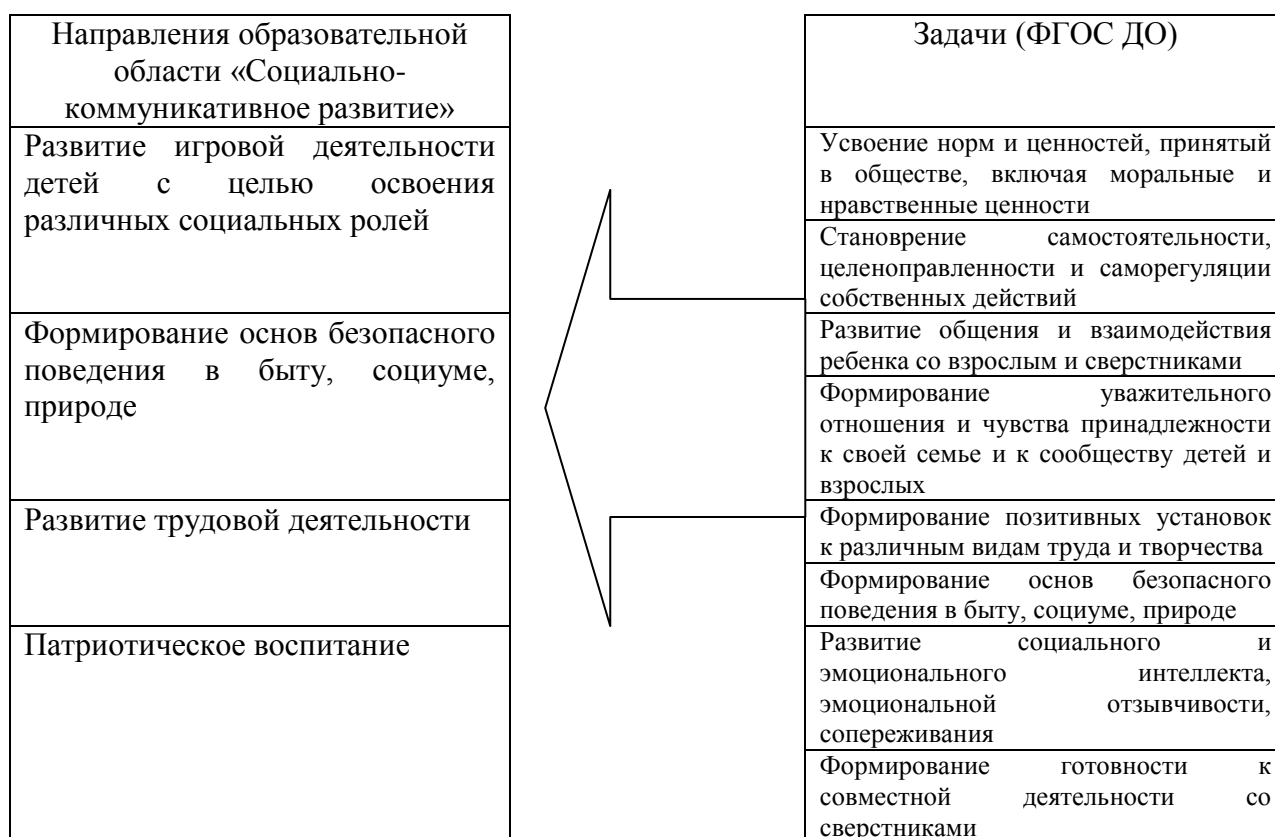 Направления образовательной
области «Социально-
коммуникативное развитие»
Развитие игровой деятельности
детей с целью освоения
различных социальных ролей
Формирование основ безопасного
поведения в быту, социуме,
природе
Развитие трудовой деятельности
Патриотическое воспитание
Задачи (ФГОС ДО)
Усвоение норм и ценностей, принятый
в обществе, включая моральные и
нравственные ценности
Становрение самостоятельности,
целеноправленности и саморегуляции
собственных действий
Развитие общения и взаимодействия
ребенка со взрослым и сверстниками
Формирование уважительного
отношения и чувства принадлежности
к своей семье и к сообществу детей и
взрослых
Формирование позитивных установок
к различным видам труда и творчества
Формирование основ безопасного
поведения в быту, социуме, природе
Развитие социального и
эмоционального интеллекта,
эмоциональной отзывчивости,
сопереживания
Формирование готовности к
совместной деятельности со
сверстниками